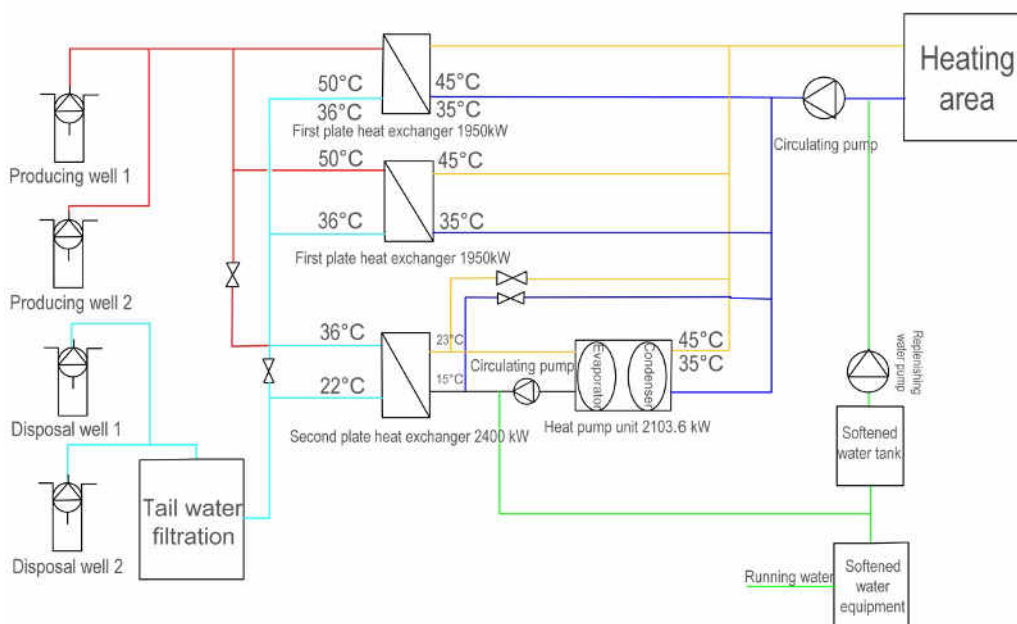 Heating
area
50°C
45°C
36°C
35°C
First plate heat exchanger 1950kW
Circulating pump
Producing well 1
50°C
45°C
36°C
35°C
First plate heat exchanger 1950kW
Producing well 2
36°C
23°C
Circulating pump
15°C
22°C
Evaporator
Condenser
45°C
35°C
Second plate heat exchanger 2400 kW
Heat pump unit 2103.6 kW
Replenishing
water pump
Disposal well 1
Softened
water tank
Tail water
filtration
Disposal well 2
Running water
Softened
water
equipment